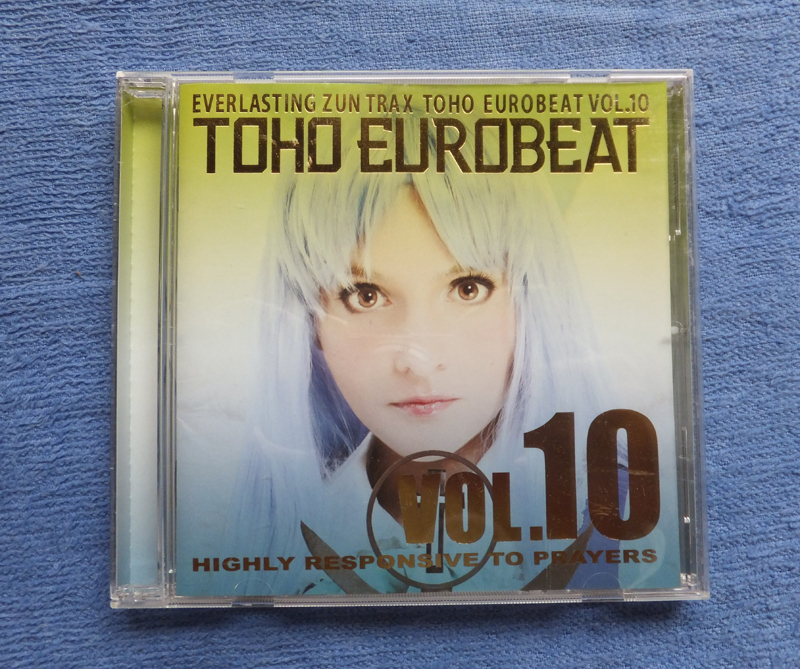 EVERLASTING ZUN TRAX TOHO EUROBEAT VOL.10
TOHO EUROBEAT
VOL.10
HIGHLY RESPONSIVE TO PRAYERS